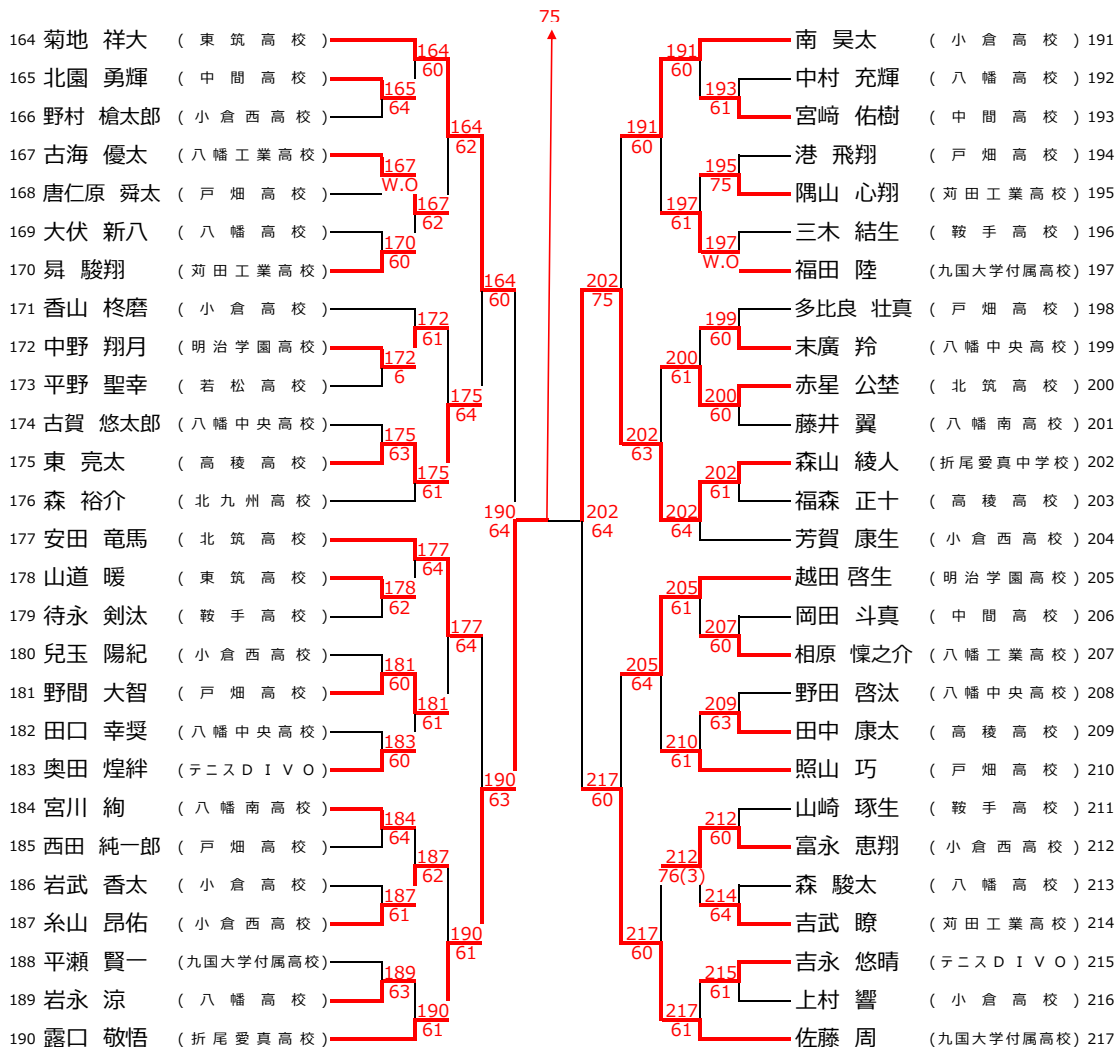 75
164 菊地 祥大 (東筑高校)
165 北園 勇輝 (中間高校)
166 野村 槍太郎 (小倉西高校)
167 古海 優太 (八幡工業高校)
168 唐仁原 舜太 (戸畑高校)
169 大伏 新八 (八幡高校)
170 曻 駿翔 (苅田工業高校)
171 香山 柊磨 (小倉高校)
172 中野 翔月 (明治学園高校)
173 平野 聖幸 (若松高校)
174 古賀 悠太郎 (八幡中央高校)
175 東 亮太 (高稜高校)
176 森 裕介 (北九州高校)
177 安田 竜馬 (北筑高校)
178 山道 暖 (東筑高校)
179 待永 剣汰 (鞍手高校)
180 兒玉 陽紀 (小倉西高校)
181 野間 大智 (戸畑高校)
182 田口 幸奨 (八幡中央高校)
183 奥田 煌絆 (テニスDIVO)
184 宮川 絢 (八幡南高校)
185 西田 純一郎 (戸畑高校)
186 岩武 香太 (小倉高校)
187 糸山 昂佑 (小倉西高校)
188 平瀬 賢一 (九国大学付属高校)
189 岩永 涼 (八幡高校)
190 露口 敬悟 (折尾愛真高校)
165
64
167
W.O
170
60
172
6
175
63
178
62
181
60
183
60
184
64
187
61
189
63
164
60
167
62
172
61
175
61
177
64
181
61
187
62
190
61
164
62
175
64
177
64
190
61
164
60
190
63
190
64
202
64
202
75
217
60
191
60
202
63
205
64
217
60
191
60
197
61
200
61
202
64
205
61
210
61
212
76(3)
217
61
193
61
195
75
197
W.O
199
60
200
60
202
61
207
60
209
63
212
60
214
64
215
61
南 昊太 (小倉高校) 191
中村 充輝 (八幡高校) 192
宮﨑 佑樹 (中間高校) 193
港 飛翔 (戸畑高校) 194
隅山 心翔 (苅田工業高校) 195
三木 結生 (鞍手高校) 196
福田 陸 (九国大学付属高校) 197
多比良 壮真 (戸畑高校) 198
末廣 羚 (八幡中央高校) 199
赤星 公埜 (北筑高校) 200
藤井 翼 (八幡南高校) 201
森山 綾人 (折尾愛真中学校) 202
福森 正十 (高稜高校) 203
芳賀 康生 (小倉西高校) 204
越田 啓生 (明治学園高校) 205
岡田 斗真 (中間高校) 206
相原 懍之介 (八幡工業高校) 207
野田 啓汰 (八幡中央高校) 208
田中 康太 (高稜高校) 209
照山 巧 (戸畑高校) 210
山崎 琢生 (鞍手高校) 211
富永 恵翔 (小倉西高校) 212
森 駿太 (八幡高校) 213
吉武 瞭 (苅田工業高校) 214
吉永 悠晴 (テニスDIVO) 215
上村 響 (小倉高校) 216
佐藤 周 (九国大学付属高校) 217